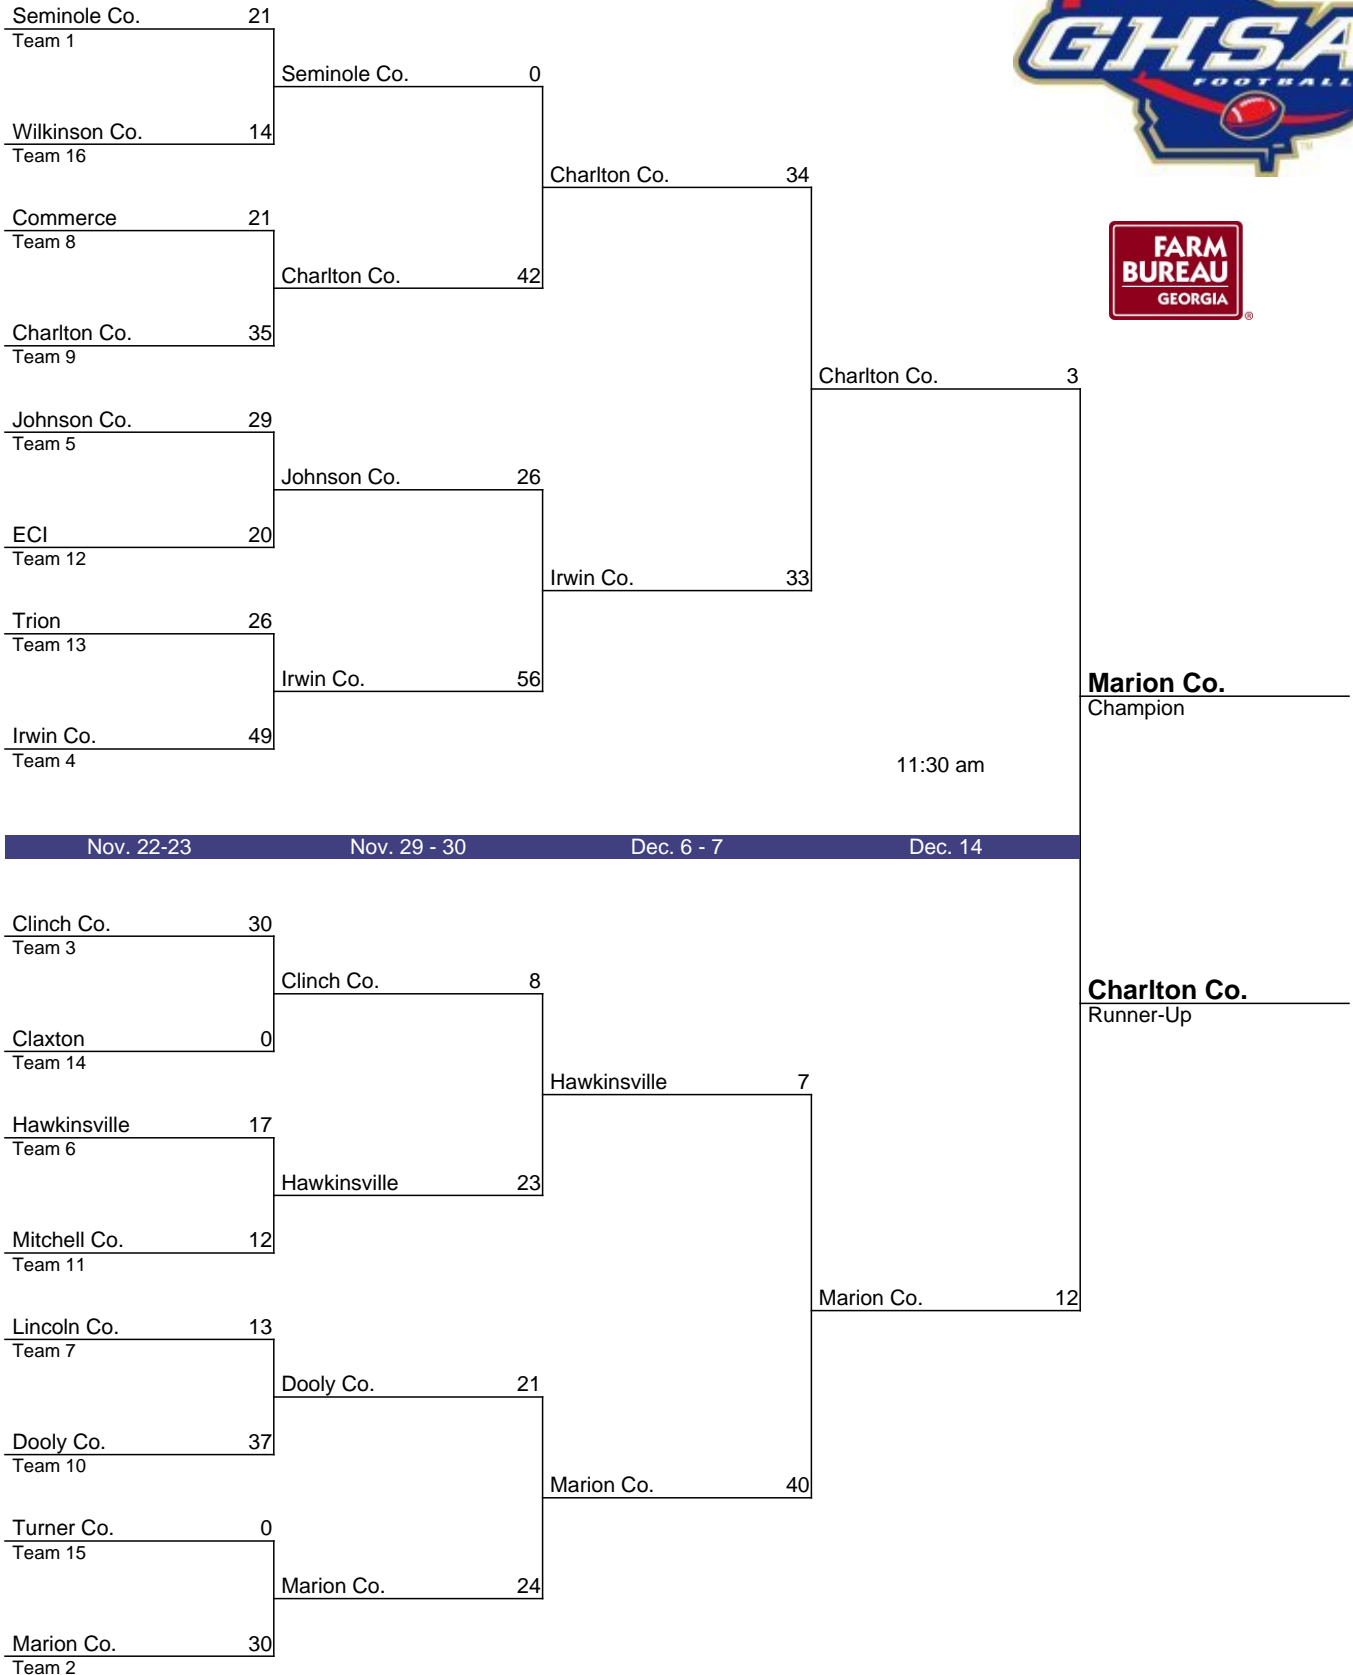 Seminole Co. 21
Team 1
Seminole Co. 0
Wilkinson Co. 14
Team 16
Charlton Co. 34
Commerce 21
Team 8
Charlton Co. 42
Charlton Co. 35
Team 9
Charlton Co. 3
Johnson Co. 29
Team 5
Johnson Co. 26
ECI 20
Team 12
Irwin Co. 33
Trion 26
Team 13
Irwin Co. 56
Marion Co.
Champion
Irwin Co. 49
Team 4
11:30 am
Nov. 22-23 Nov. 29 - 30 Dec. 6 - 7 Dec. 14
Clinch Co. 30
Team 3
Clinch Co. 8
Charlton Co.
Runner-Up
Claxton 0
Team 14
Hawkinsville 7
Hawkinsville 17
Team 6
Hawkinsville 23
Mitchell Co. 12
Team 11
Marion Co. 12
Lincoln Co. 13
Team 7
Dooly Co. 21
Dooly Co. 37
Team 10
Marion Co. 40
Turner Co. 0
Team 15
Marion Co. 24
Marion Co. 30
Team 2
GHSA
FOOTBALL
TM
FARM
BUREAU
GEORGIA
®